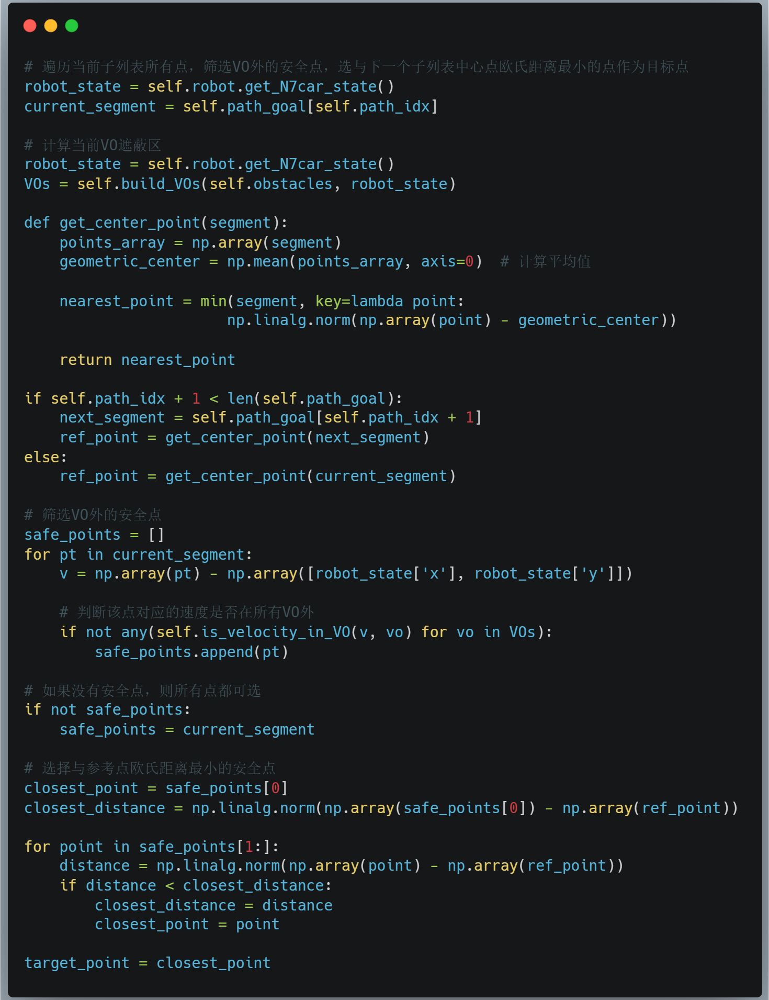 # 遍历当前子列表所有点，筛选VO外的安全点，选与下一个子列表中心点欧氏距离最小的点作为目标点
robot_state = self.robot.get_N7car_state()
current_segment = self.path_goal[self.path_idx]

# 计算当前VO遮蔽区
robot_state = self.robot.get_N7car_state()
VOs = self.build_VOs(self.obstacles, robot_state)

def get_center_point(segment):
    points_array = np.array(segment)
    geometric_center = np.mean(points_array, axis=0)  # 计算平均值

    nearest_point = min(segment, key=lambda point:
                       np.linalg.norm(np.array(point) - geometric_center))

    return nearest_point

if self.path_idx + 1 < len(self.path_goal):
    next_segment = self.path_goal[self.path_idx + 1]
    ref_point = get_center_point(next_segment)
else:
    ref_point = get_center_point(current_segment)

# 筛选VO外的安全点
safe_points = []
for pt in current_segment:
    v = np.array(pt) - np.array([robot_state['x'], robot_state['y']])

    # 判断该点对应的速度是否在所有VO外
    if not any(self.is_velocity_in_VO(v, vo) for vo in VOs):
        safe_points.append(pt)

# 如果没有安全点，则所有点都可选
if not safe_points:
    safe_points = current_segment

# 选择与参考点欧氏距离最小的安全点
closest_point = safe_points[0]
closest_distance = np.linalg.norm(np.array(safe_points[0]) - np.array(ref_point))

for point in safe_points[1:]:
    distance = np.linalg.norm(np.array(point) - np.array(ref_point))
    if distance < closest_distance:
        closest_distance = distance
        closest_point = point

target_point = closest_point